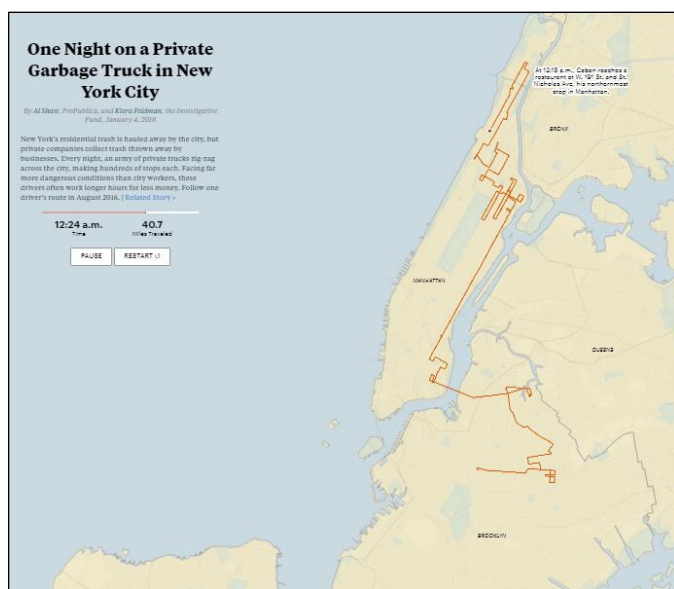 One Night on a Private
Garbage Truck in New
York City
By Al Shaw, ProPublica, and Kiera Feldman, the Investigative
Fund, January 4, 2018
New York's residential trash is hauled away by the city, but
private companies collect trash thrown away by
businesses. Every night, an army of private trucks zig-zag
across the city, making hundreds of stops each. Facing far
more dangerous conditions than city workers, these
drivers often work longer hours for less money. Follow one
driver's route in August 2016. | Related Story »
12:24 a.m.
Time
40.7
Miles Traveled
PAUSE
RESTART ↺
At 12:15 a.m., Caban reaches a
restaurant at W. 191 St. and St.
Nicholas Ave, his northernmost
stop in Manhattan.
BRONX
MANHATTAN
QUEENS
BROOKLYN